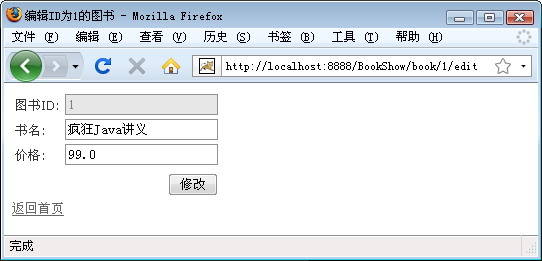 编辑ID为1的图书 - Mozilla Firefox
文件 (F) 编辑 (E) 查看 (V) 历史 (S) 书签 (B) 工具 (T) 帮助 (H)
http://localhost:8888/BookShow/book/1/edit
图书ID: 1
书名: 疯狂Java讲义
价格: 99.0
修改
返回首页
完成